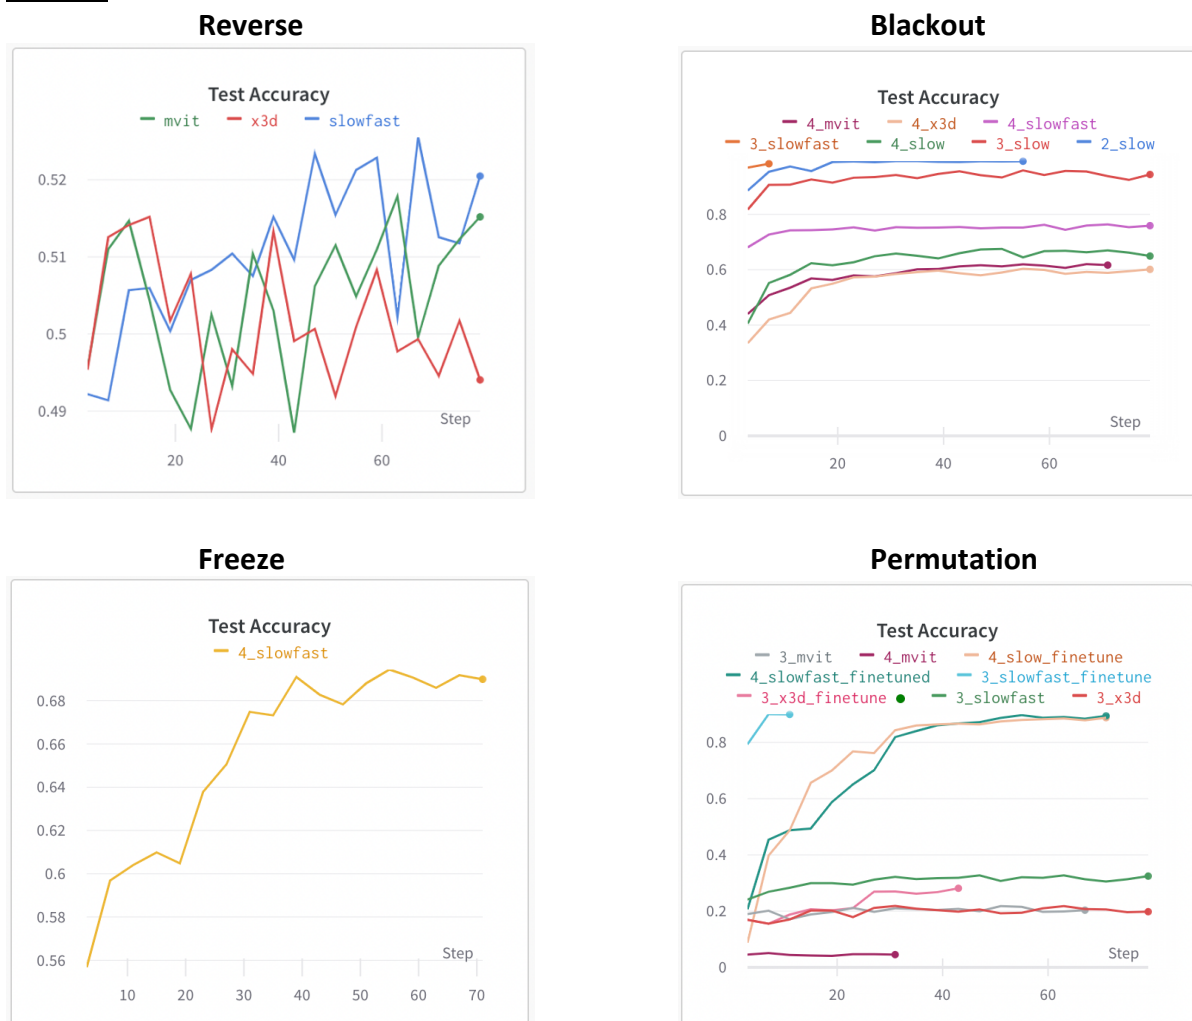 Reverse
Test Accuracy
mvit x3d slowfast
0.52
0.51
0.5
0.49
Step
20 40 60
Blackout
Test Accuracy
4_mvit 4_x3d 4_slowfast
3_slowfast 4_slow 3_slow 2_slow
0.8
0.6
0.4
0.2
0
Step
20 40 60
Freeze
Test Accuracy
4_slowfast
0.68
0.66
0.64
0.62
0.6
0.58
0.56
Step
10 20 30 40 50 60 70
Permutation
Test Accuracy
3_mvit 4_mvit 4_slow_finetune
4_slowfast_finetuned 3_slowfast_finetune
3_x3d_finetune 3_slowfast 3_x3d
0.8
0.6
0.4
0.2
0
Step
20 40 60